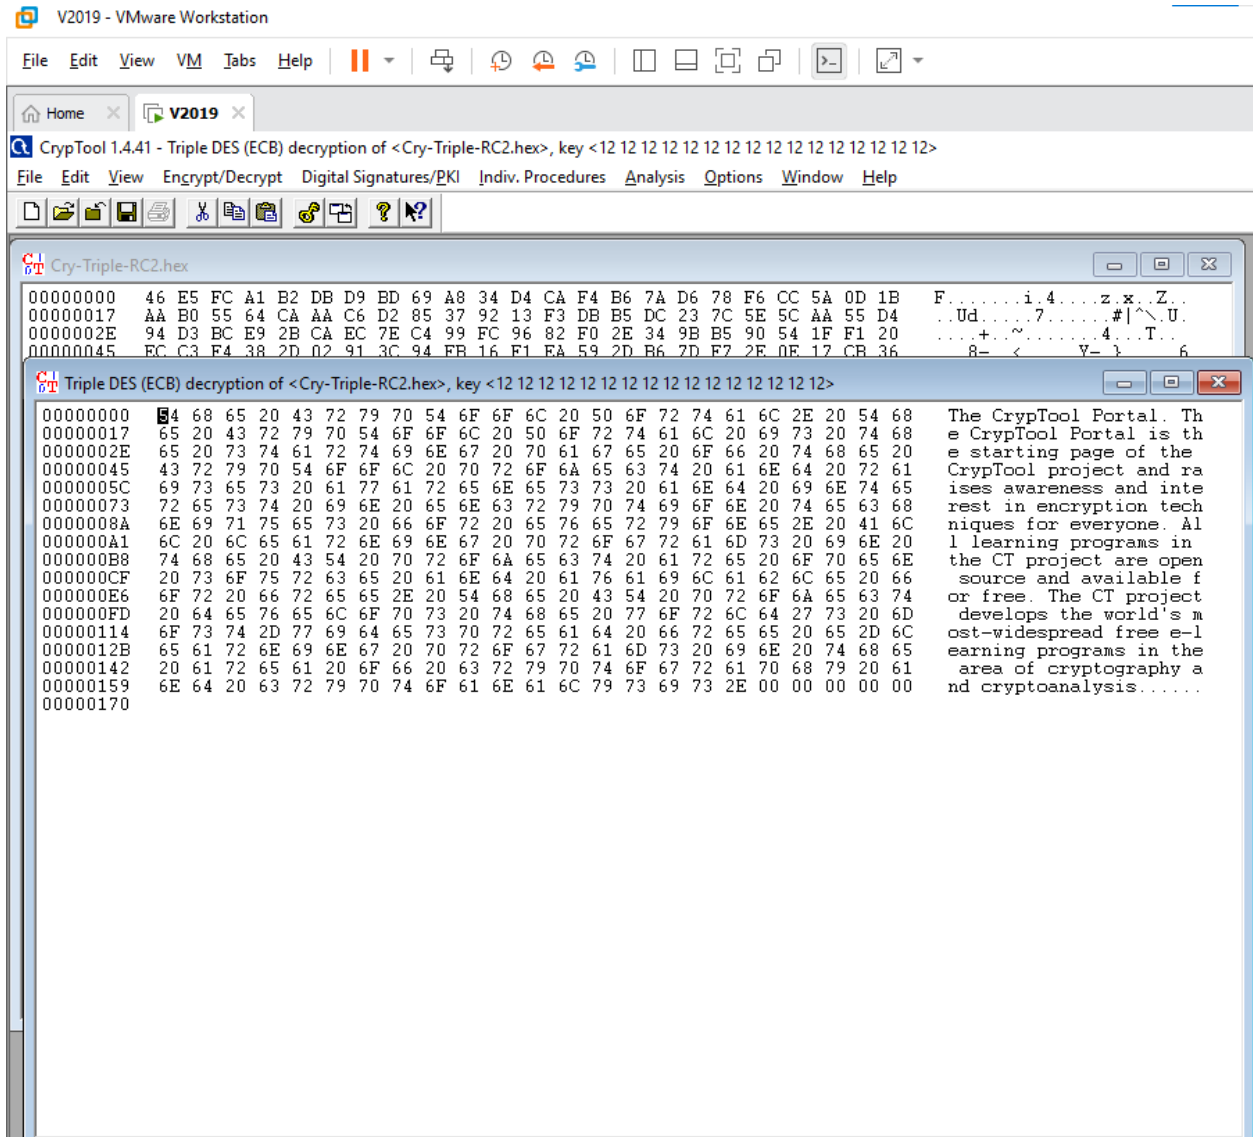 V2019 - VMware Workstation
File Edit View VM Tabs Help
Home V2019
CrypTool 1.4.41 - Triple DES (ECB) decryption of <Cry-Triple-RC2.hex>, key <12 12 12 12 12 12 12 12 12 12 12 12 12 12 12 12>
File Edit View Encrypt/Decrypt Digital Signatures/PKI Indiv. Procedures Analysis Options Window Help
Cry-Triple-RC2.hex
00000000 46 E5 FC A1 B2 DB D9 BD 69 A8 34 D4 CA F4 B6 7A D6 78 F6 CC 5A 0D 1B F.......i.4....z.x..Z..
00000017 AA B0 55 64 CA AA C6 D2 85 37 92 13 F3 DB B5 DC 23 7C 5E 5C AA 55 D4 ..Ud.....7......#|^\.U.
0000002E 94 D3 BC E9 2B CA EC 7E C4 99 FC 96 82 F0 2E 34 9B B5 90 54 1F F1 20 ....+..~.......4...T..
00000045 EC C3 F4 38 2D 02 91 3C 94 FB 16 F1 EA 59 2D B6 7D F7 2E 0E 17 CB 36 8- < Y- } 6
Triple DES (ECB) decryption of <Cry-Triple-RC2.hex>, key <12 12 12 12 12 12 12 12 12 12 12 12 12 12 12 12>
00000000 54 68 65 20 43 72 79 70 54 6F 6F 6C 20 50 6F 72 74 61 6C 2E 20 54 68 The CrypTool Portal. Th
00000017 65 20 43 72 79 70 54 6F 6F 6C 20 50 6F 72 74 61 6C 20 69 73 20 74 68 e CrypTool Portal is th
0000002E 65 20 73 74 61 72 74 69 6E 67 20 70 61 67 65 20 6F 66 20 74 68 65 20 e starting page of the
00000045 43 72 79 70 54 6F 6F 6C 20 70 72 6F 6A 65 63 74 20 61 6E 64 20 72 61 CrypTool project and ra
0000005C 69 73 65 73 20 61 77 61 72 65 6E 65 73 73 20 61 6E 64 20 69 6E 74 65 ises awareness and inte
00000073 72 65 73 74 20 69 6E 20 65 6E 63 72 79 70 74 69 6F 6E 20 74 65 63 68 rest in encryption tech
0000008A 6E 69 71 75 65 73 20 66 6F 72 20 65 76 65 72 79 6F 6E 65 2E 20 41 6C niques for everyone. Al
000000A1 6C 20 6C 65 61 72 6E 69 6E 67 20 70 72 6F 67 72 61 6D 73 20 69 6E 20 l learning programs in
000000B8 74 68 65 20 43 54 20 70 72 6F 6A 65 63 74 20 61 72 65 20 6F 70 65 6E the CT project are open
000000CF 20 73 6F 75 72 63 65 20 61 6E 64 20 61 76 61 69 6C 61 62 6C 65 20 66 source and available f
000000E6 6F 72 20 66 72 65 65 2E 20 54 68 65 20 43 54 20 70 72 6F 6A 65 63 74 or free. The CT project
000000FD 20 64 65 76 65 6C 6F 70 73 20 74 68 65 20 77 6F 72 6C 64 27 73 20 6D develops the world's m
00000114 6F 73 74 2D 77 69 64 65 73 70 72 65 61 64 20 66 72 65 65 20 65 2D 6C ost-widespread free e-l
0000012B 65 61 72 6E 69 6E 67 20 70 72 6F 67 72 61 6D 73 20 69 6E 20 74 68 65 earning programs in the
00000142 20 61 72 65 61 20 6F 66 20 63 72 79 70 74 6F 67 72 61 70 68 79 20 61 area of cryptography a
00000159 6E 64 20 63 72 79 70 74 6F 61 6E 61 6C 79 73 69 73 2E 00 00 00 00 00 nd cryptoanalysis......
00000170